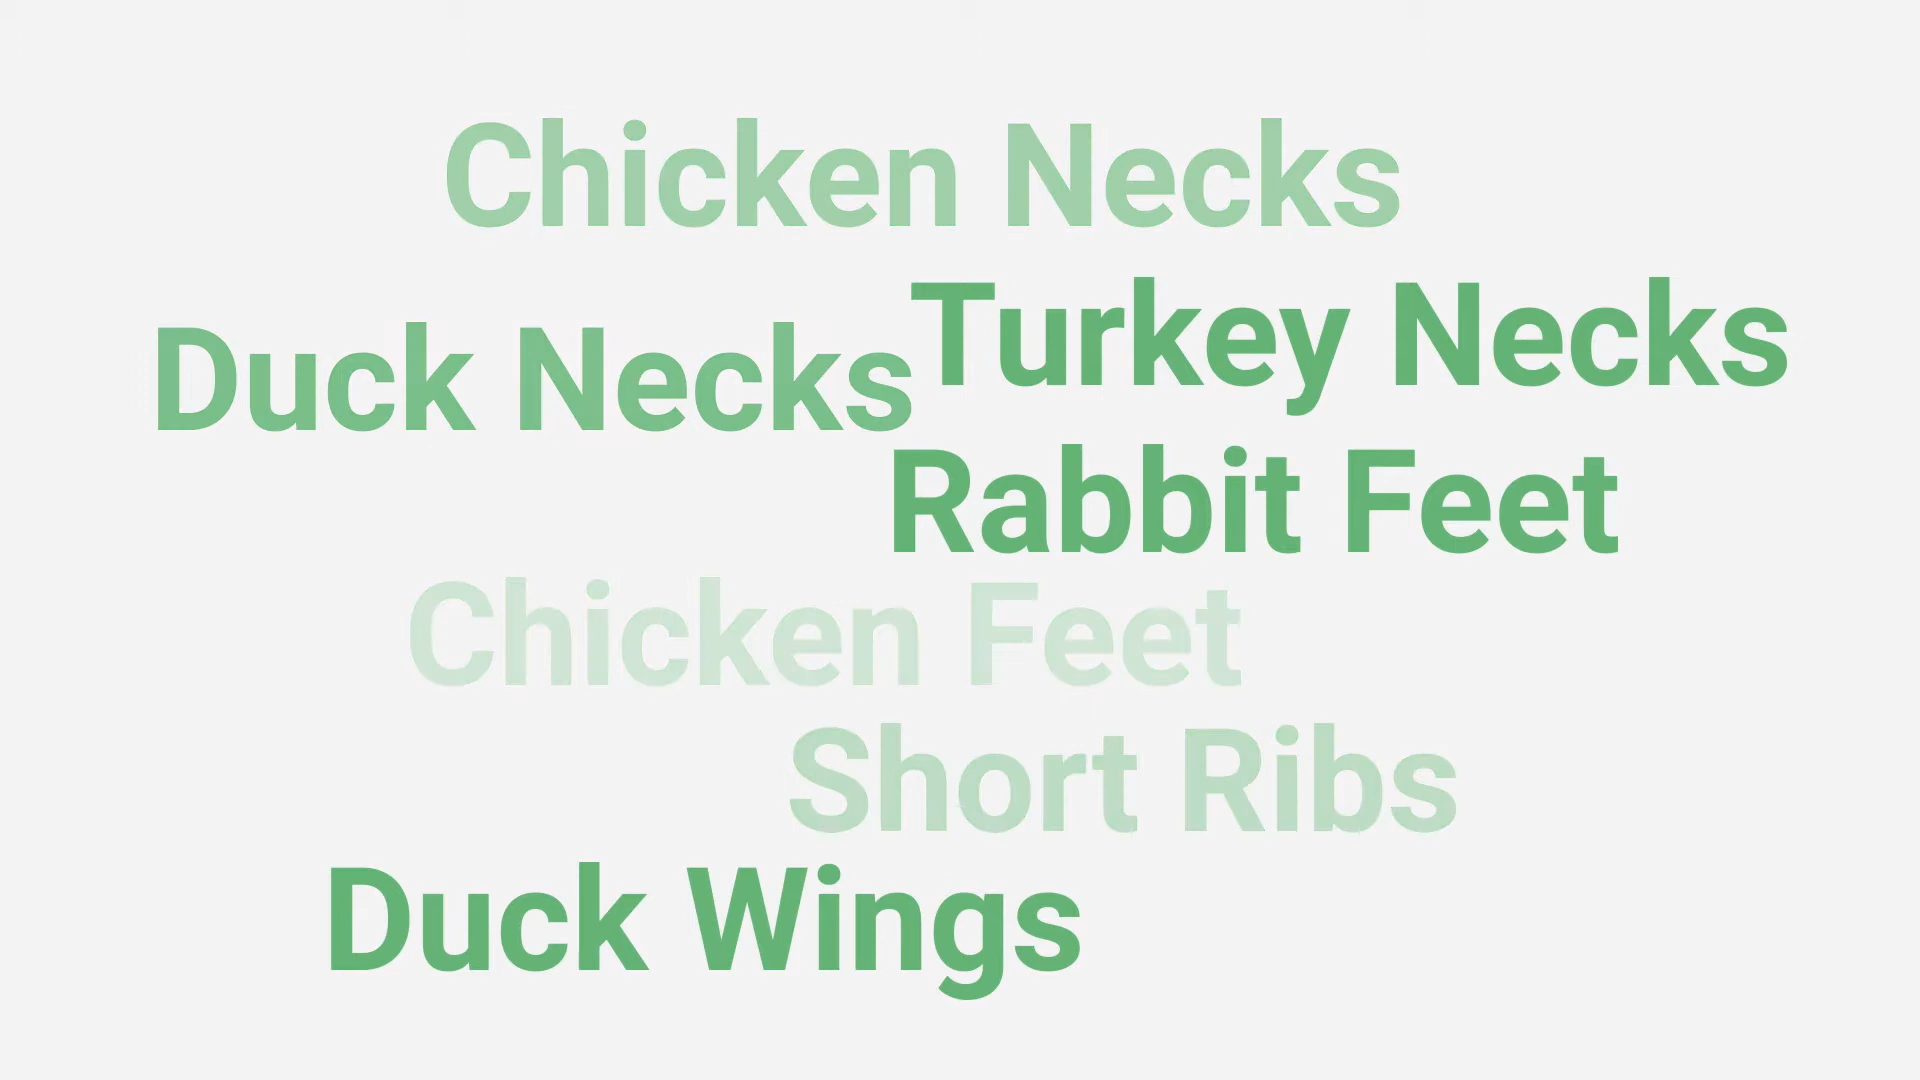 Chicken Necks
Duck Necks
Turkey Necks
Rabbit Feet
Chicken Feet
Short Ribs
Duck Wings